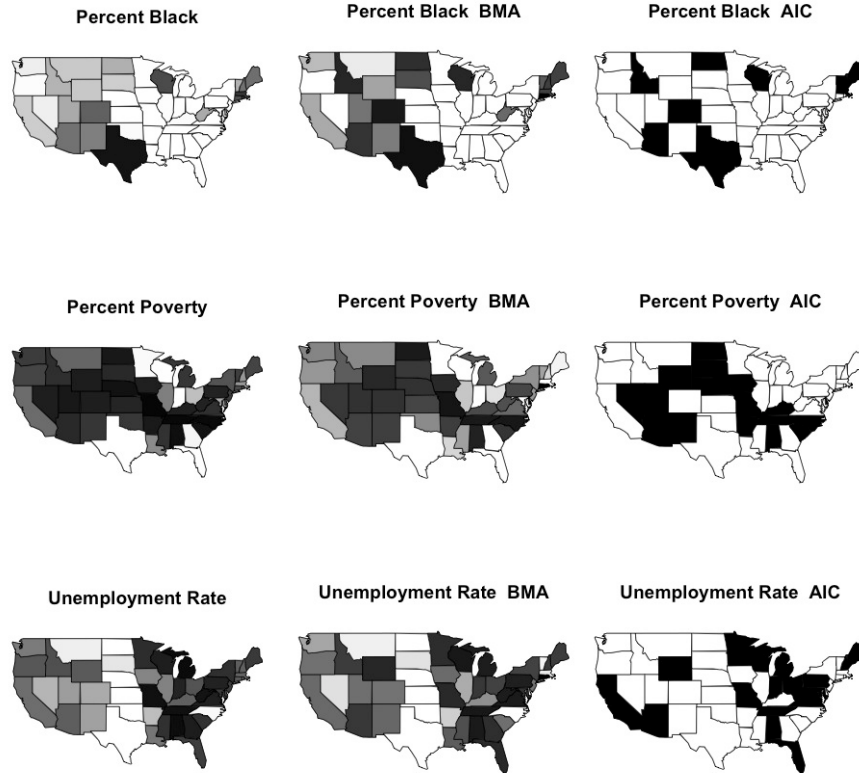 Percent Black
Percent Black BMA
Percent Black AIC
Percent Poverty
Percent Poverty BMA
Percent Poverty AIC
Unemployment Rate
Unemployment Rate BMA
Unemployment Rate AIC